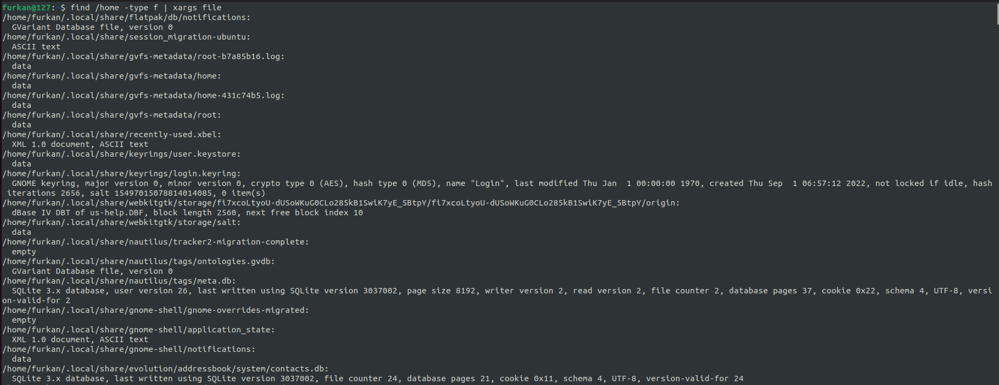 furkan@127:~$ find /home -type f | xargs file
/home/furkan/.local/share/flatpak/db/notifications:
  GVariant Database file, version 0
/home/furkan/.local/share/session_migration-ubuntu:
  ASCII text
/home/furkan/.local/share/gvfs-metadata/root-b7a85b16.log:
  data
/home/furkan/.local/share/gvfs-metadata/home:
  data
/home/furkan/.local/share/gvfs-metadata/home-431c74b5.log:
  data
/home/furkan/.local/share/gvfs-metadata/root:
  data
/home/furkan/.local/share/recently-used.xbel:
  XML 1.0 document, ASCII text
/home/furkan/.local/share/keyrings/user.keystore:
  data
/home/furkan/.local/share/keyrings/login.keyring:
  GNOME keyring, major version 0, minor version 0, crypto type 0 (AES), hash type 0 (MD5), name "Login", last modified Thu Jan  1 00:00:00 1970, created Thu Sep  1 06:57:12 2022, not locked if idle, hash
 iterations 2656, salt 15497015078814014085, 0 item(s)
/home/furkan/.local/share/webkitgtk/storage/fi7xcoLtyoU-dUSoWKuG0CLo285kB1SwiK7yE_5BtpY/fi7xcoLtyoU-dUSoWKuG0CLo285kB1SwiK7yE_5BtpY/origin:
  dBase IV DBT of us-help.DBF, block length 2560, next free block index 10
/home/furkan/.local/share/webkitgtk/storage/salt:
  data
/home/furkan/.local/share/nautilus/tracker2-migration-complete:
  empty
/home/furkan/.local/share/nautilus/tags/ontologies.gvdb:
  GVariant Database file, version 0
/home/furkan/.local/share/nautilus/tags/meta.db:
  SQLite 3.x database, user version 26, last written using SQLite version 3037002, page size 8192, writer version 2, read version 2, file counter 2, database pages 37, cookie 0x22, schema 4, UTF-8, versi
on-valid-for 2
/home/furkan/.local/share/gnome-shell/gnome-overrides-migrated:
  empty
/home/furkan/.local/share/gnome-shell/application_state:
  XML 1.0 document, ASCII text
/home/furkan/.local/share/gnome-shell/notifications:
  data
/home/furkan/.local/share/evolution/addressbook/system/contacts.db:
  SQLite 3.x database, last written using SQLite version 3037002, file counter 24, database pages 21, cookie 0x11, schema 4, UTF-8, version-valid-for 24